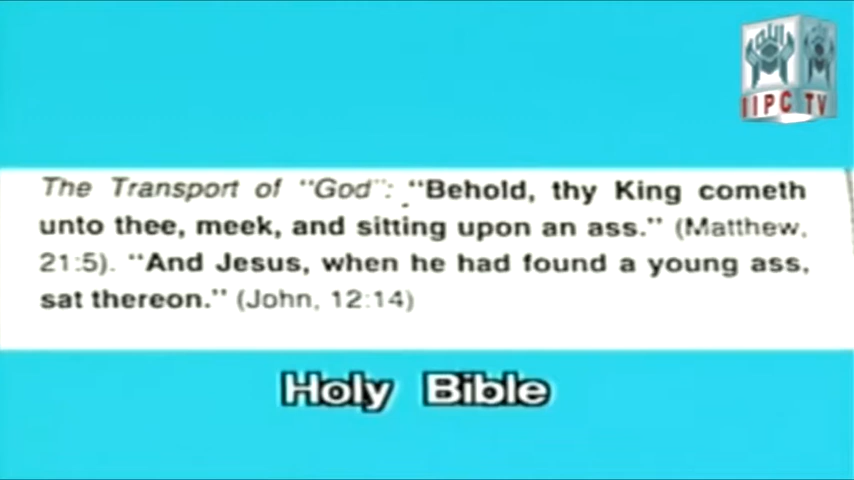 IIPC TV
The Transport of "God": "Behold, thy King cometh
unto thee, meek, and sitting upon an ass." (Matthew,
21:5). "And Jesus, when he had found a young ass,
sat thereon." (John, 12:14)
Holy Bible